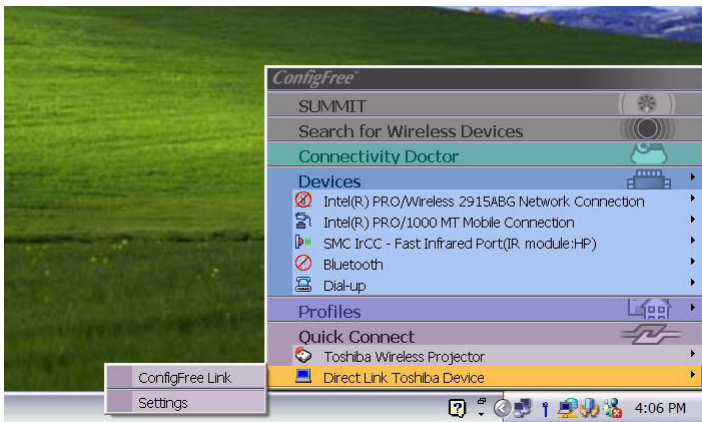 ConfigFree™
SUMMIT
Search for Wireless Devices
Connectivity Doctor
Devices
Intel(R) PRO/Wireless 2915ABG Network Connection
Intel(R) PRO/1000 MT Mobile Connection
SMC IrCC - Fast Infrared Port(IR module:HP)
Bluetooth
Dial-up
Profiles
Quick Connect
Toshiba Wireless Projector
Direct Link Toshiba Device
ConfigFree Link
Settings
4:06 PM